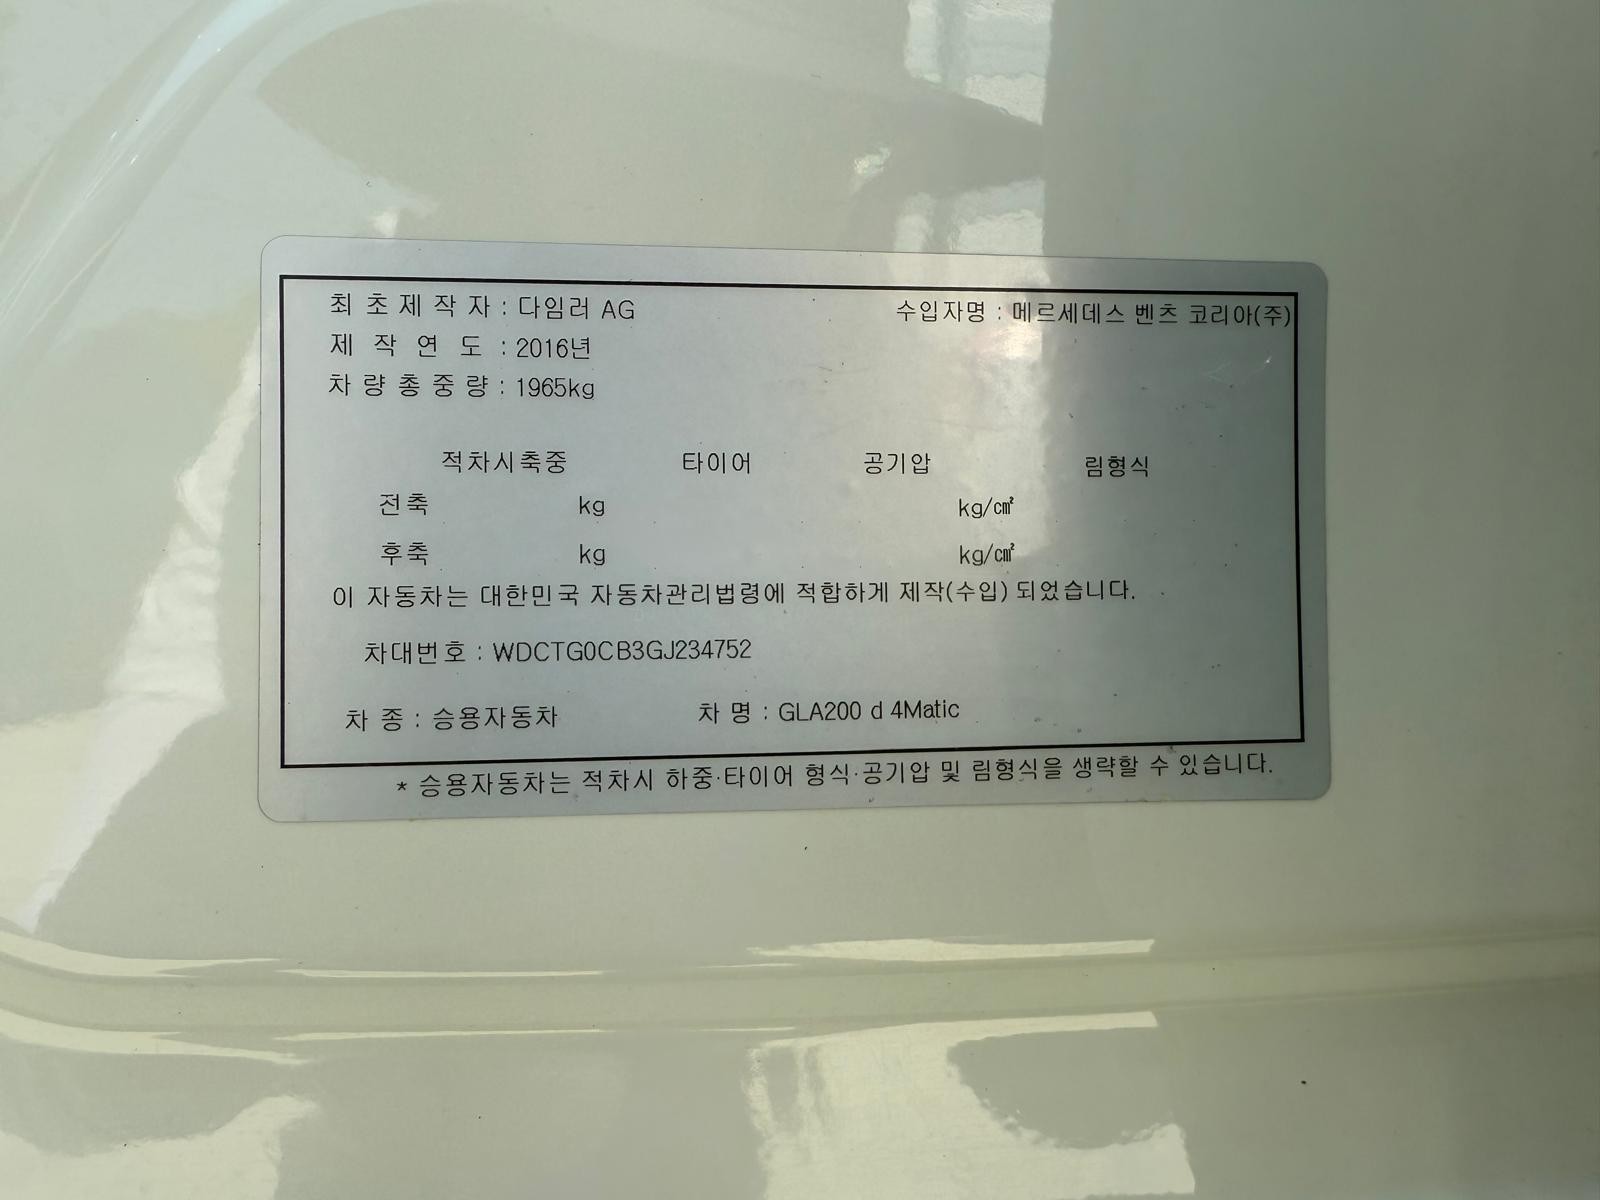 최초제작자 : 다임러 AG 수입자명 : 메르세데스 벤츠 코리아(주)
제작연도 : 2016년
차량총중량 : 1965kg
적차시축중 타이어 공기압 림형식
전축 kg kg/㎠
후축 kg kg/㎠
이 자동차는 대한민국 자동차관리법령에 적합하게 제작(수입) 되었습니다.
차대번호 : WDCTG0CB3GJ234752
차 종 : 승용자동차 차 명 : GLA200 d 4Matic
* 승용자동차는 적차시 하중·타이어 형식·공기압 및 림형식을 생략할 수 있습니다.